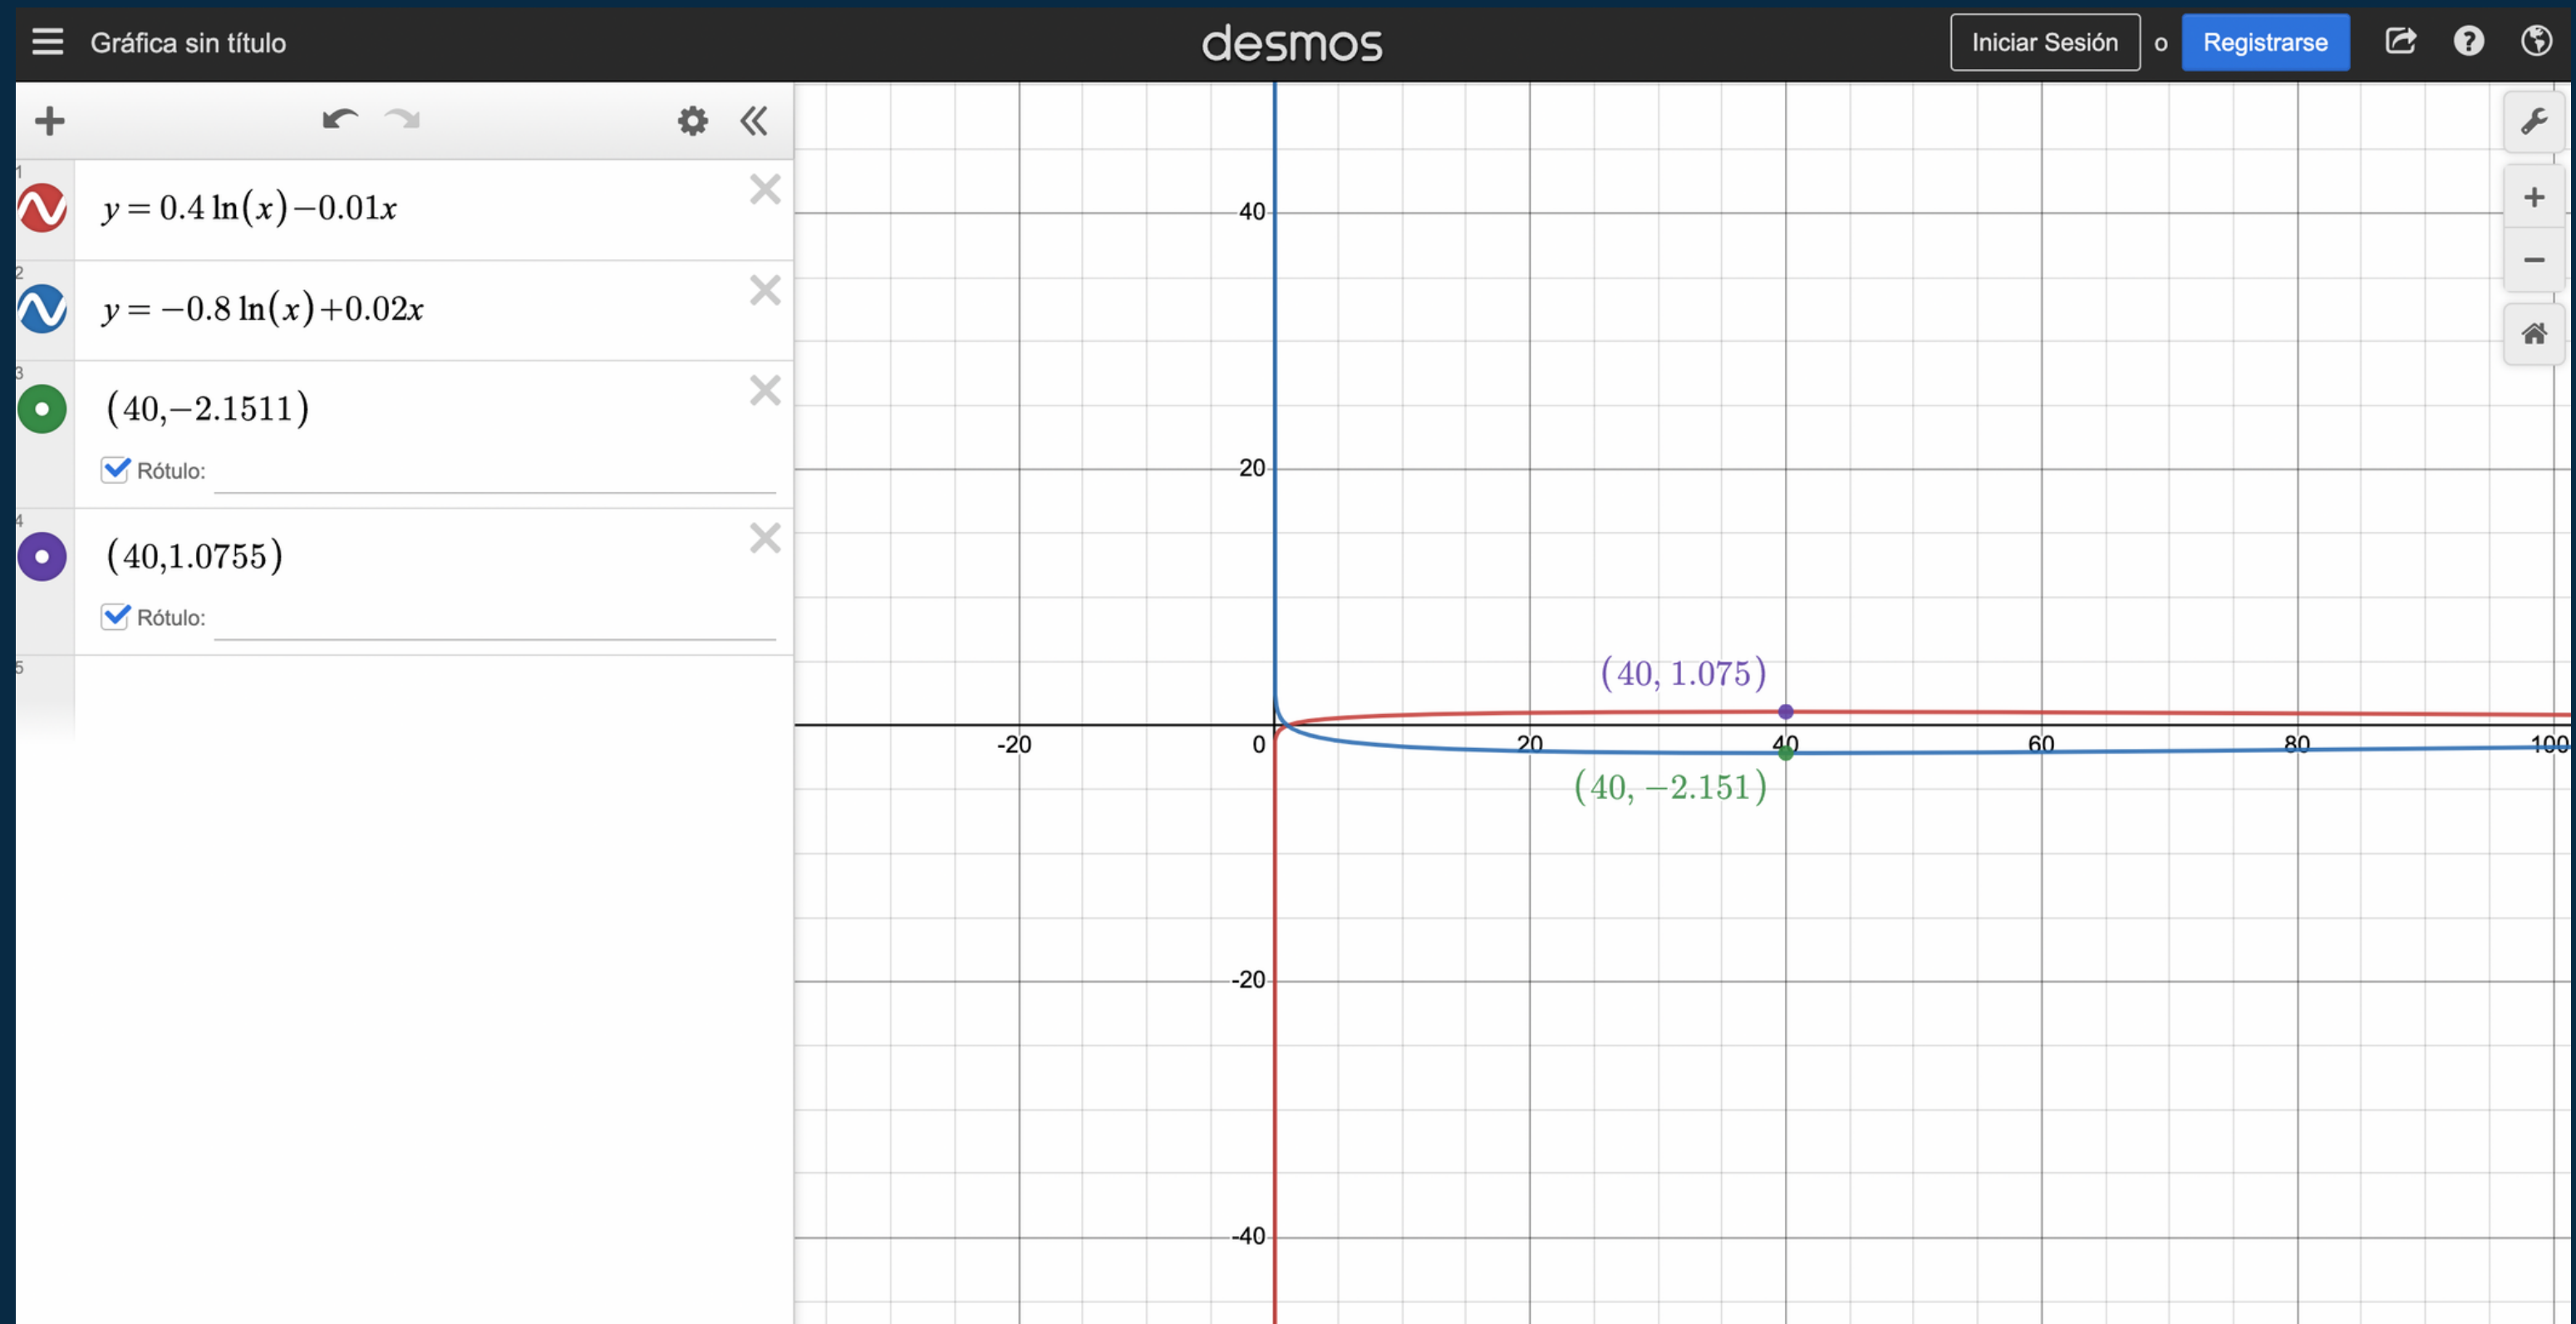 Gráfica sin título
desmos
Iniciar Sesión o Registrarse
1
y = 0.4 ln(x)−0.01x
2
y = −0.8 ln(x)+0.02x
3
(40,−2.1511)
Rótulo:
4
(40,1.0755)
Rótulo:
5
40
20
(40, 1.075)
-20
0
20
40
60
80
100
(40, −2.151)
-20
-40